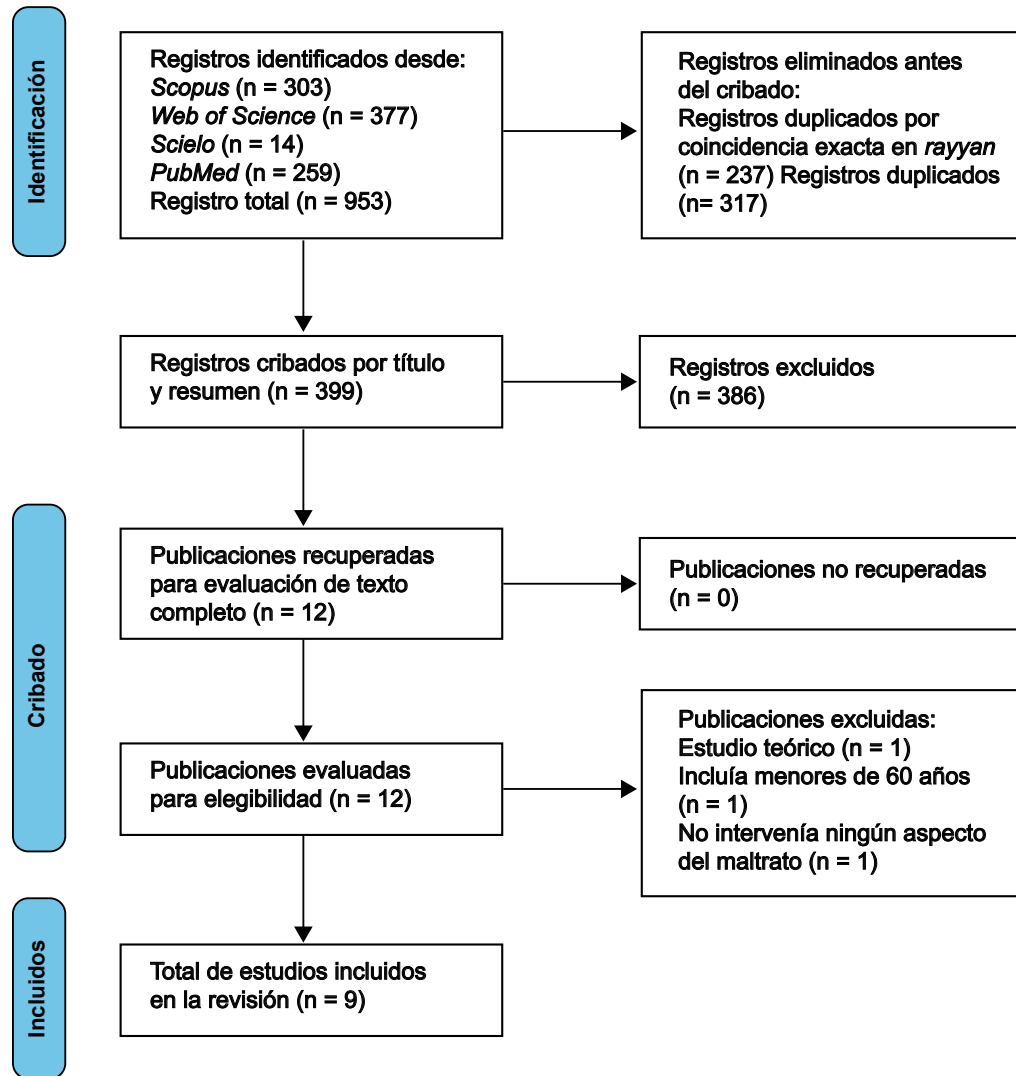 Identificación
Registros identificados desde:
Scopus (n = 303)
Web of Science (n = 377)
Scielo (n = 14)
PubMed (n = 259)
Registro total (n = 953)
Registros eliminados antes
del cribado:
Registros duplicados por
coincidencia exacta en rayyan
(n = 237) Registros duplicados
(n= 317)
Registros cribados por título
y resumen (n = 399)
Registros excluidos
(n = 386)
Cribado
Publicaciones recuperadas
para evaluación de texto
completo (n = 12)
Publicaciones no recuperadas
(n = 0)
Publicaciones evaluadas
para elegibilidad (n = 12)
Publicaciones excluidas:
Estudio teórico (n = 1)
Incluía menores de 60 años
(n = 1)
No intervenía ningún aspecto
del maltrato (n = 1)
Incluidos
Total de estudios incluidos
en la revisión (n = 9)